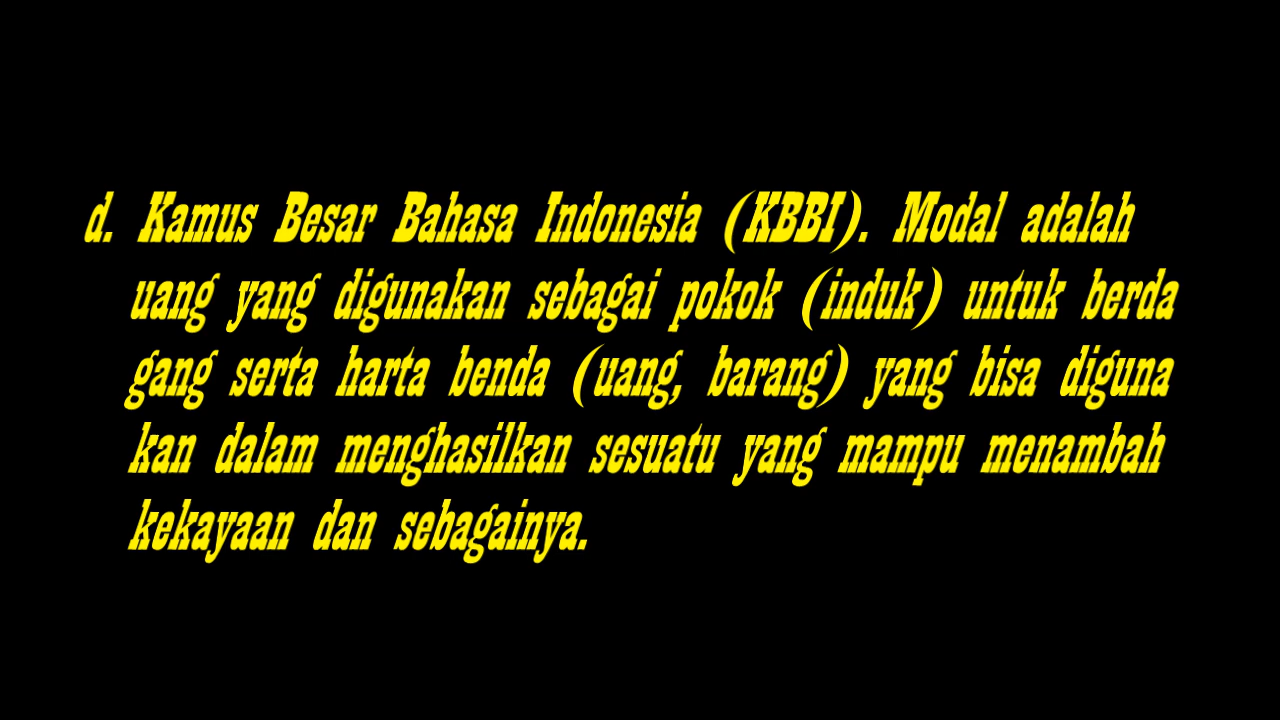 d. Kamus Besar Bahasa Indonesia (KBBI). Modal adalah
uang yang digunakan sebagai pokok (induk) untuk berda
gang serta harta benda (uang, barang) yang bisa diguna
kan dalam menghasilkan sesuatu yang mampu menambah
kekayaan dan sebagainya.